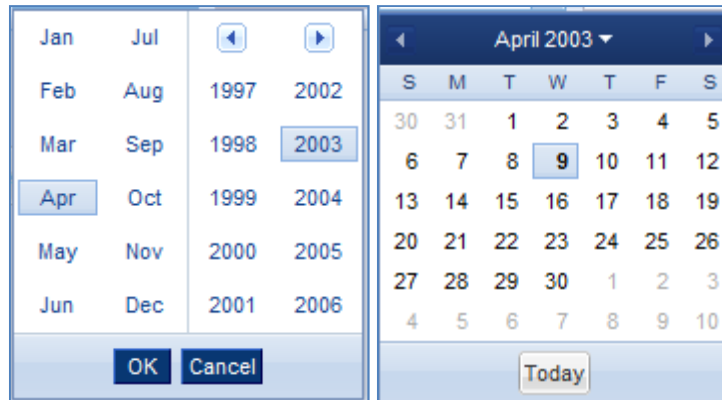 Jan Jul
Feb Aug 1997 2002
Mar Sep 1998 2003
Apr Oct 1999 2004
May Nov 2000 2005
Jun Dec 2001 2006
OK Cancel
April 2003
S M T W T F S
30 31 1 2 3 4 5
6 7 8 9 10 11 12
13 14 15 16 17 18 19
20 21 22 23 24 25 26
27 28 29 30 1 2 3
4 5 6 7 8 9 10
Today